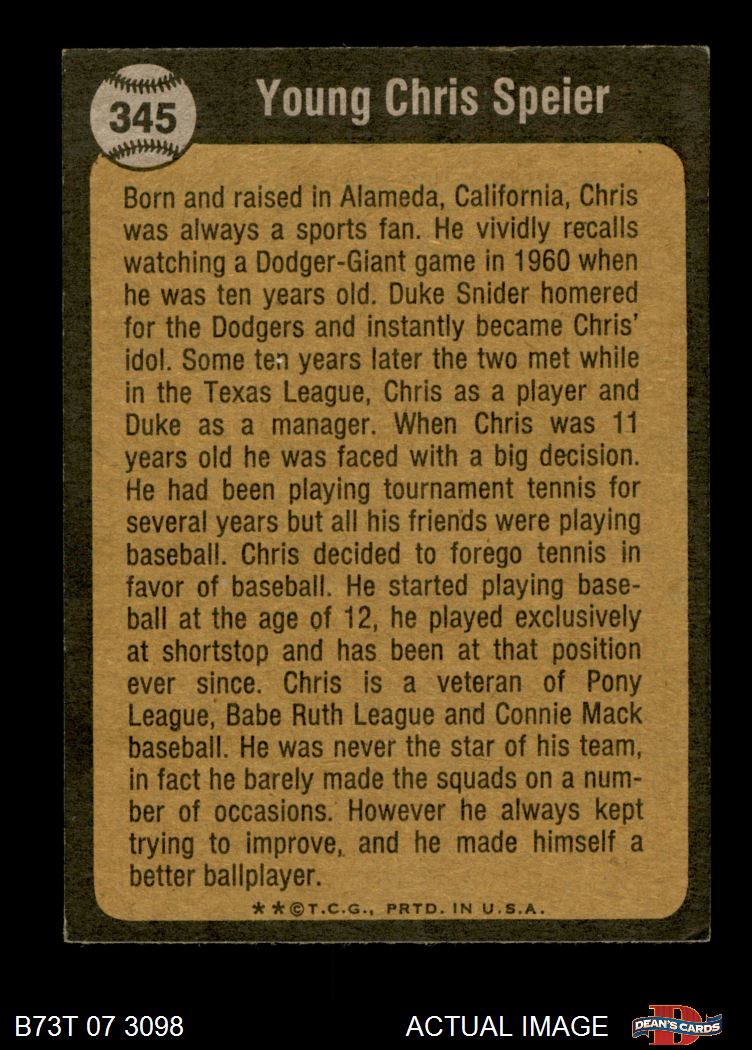 345
Young Chris Speier
Born and raised in Alameda, California, Chris
was always a sports fan. He vividly recalls
watching a Dodger-Giant game in 1960 when
he was ten years old. Duke Snider homered
for the Dodgers and instantly became Chris'
idol. Some ten years later the two met while
in the Texas League, Chris as a player and
Duke as a manager. When Chris was 11
years old he was faced with a big decision.
He had been playing tournament tennis for
several years but all his friends were playing
baseball. Chris decided to forego tennis in
favor of baseball. He started playing base-
ball at the age of 12, he played exclusively
at shortstop and has been at that position
ever since. Chris is a veteran of Pony
League, Babe Ruth League and Connie Mack
baseball. He was never the star of his team,
in fact he barely made the squads on a num-
ber of occasions. However he always kept
trying to improve, and he made himself a
better ballplayer.
**©T.C.G., PRTD. IN U.S.A.
B73T 07 3098
ACTUAL IMAGE
D
DEAN'S CARDS